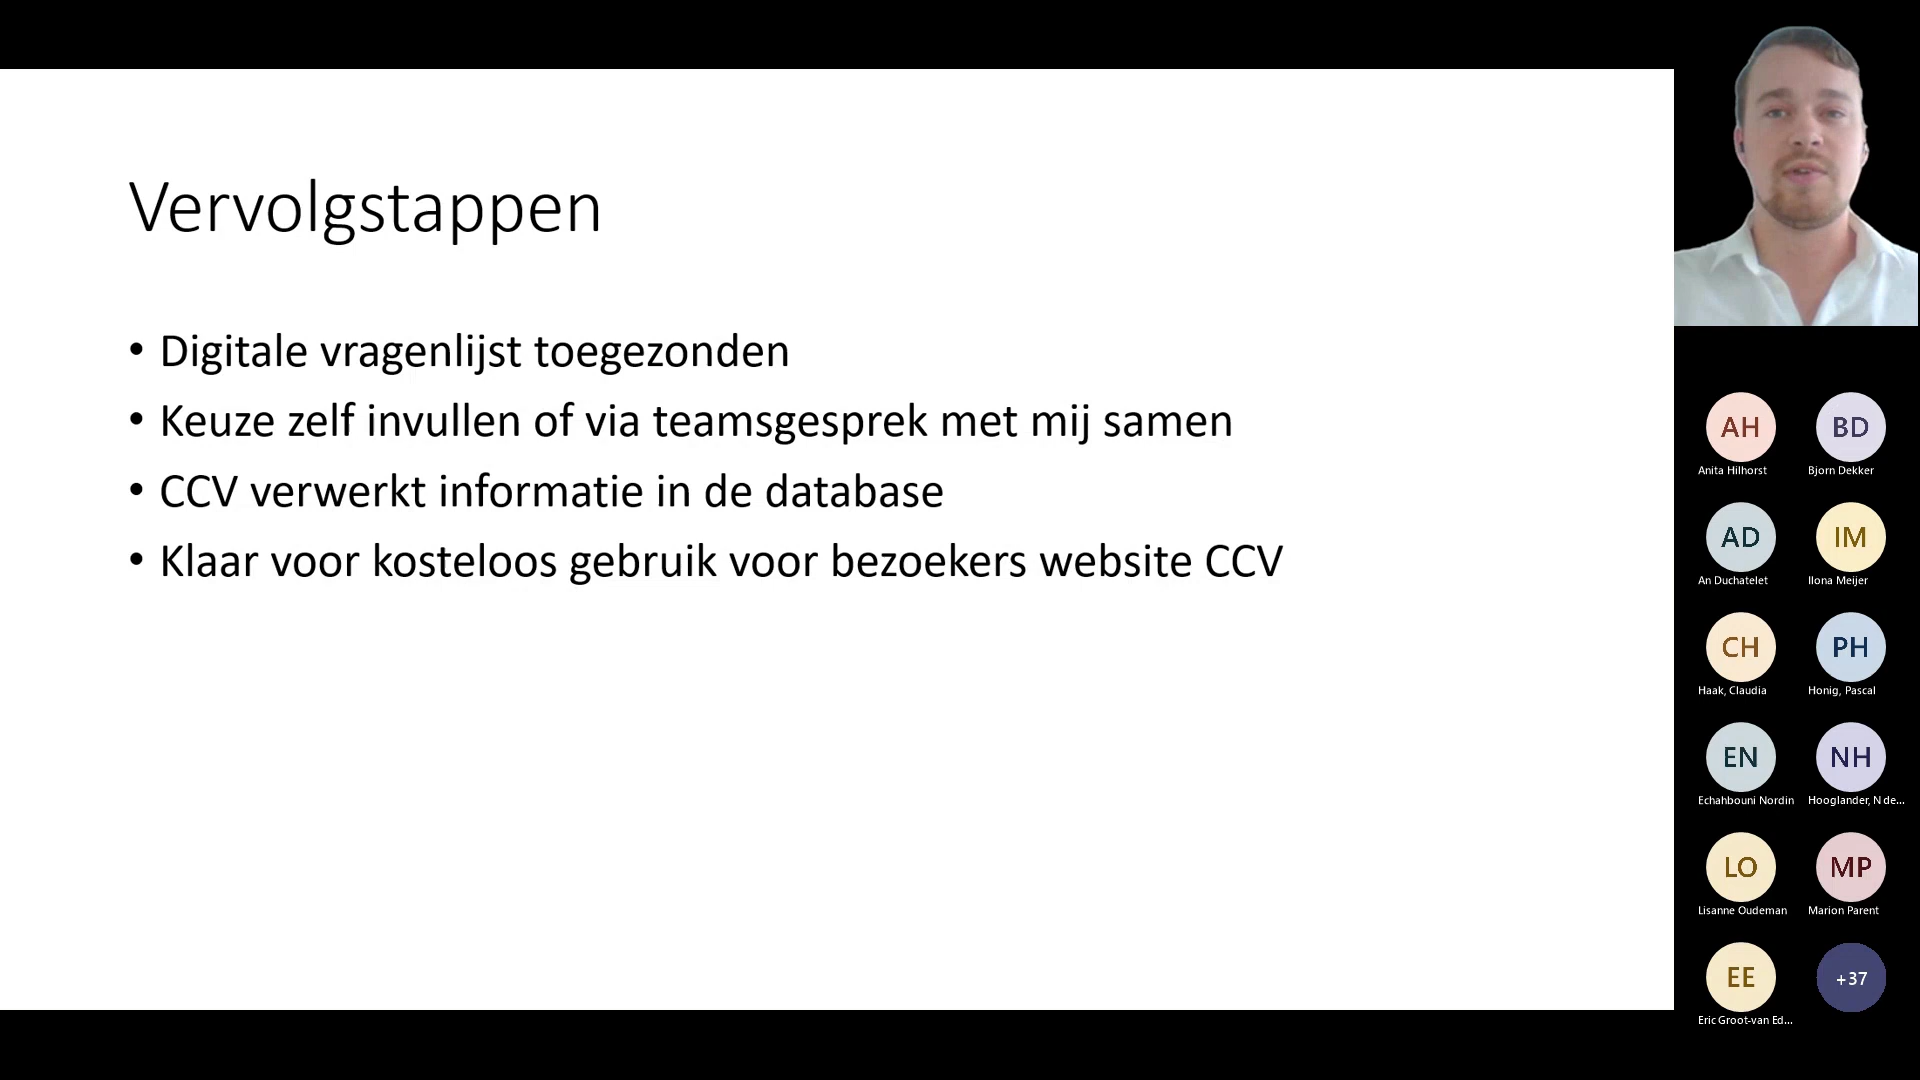 Vervolgstappen
• Digitale vragenlijst toegezonden
• Keuze zelf invullen of via teamsgesprek met mij samen
• CCV verwerkt informatie in de database
• Klaar voor kosteloos gebruik voor bezoekers website CCV
AH
Anita Hilhorst
BD
Bjorn Dekker
AD
An Duchatelet
IM
Ilona Meijer
CH
Haak, Claudia
PH
Honig, Pascal
EN
Echahbouni Nordin
NH
Hooglander, N de...
LO
Lisanne Oudeman
MP
Marion Parent
EE
Eric Groot-van Ed...
+37